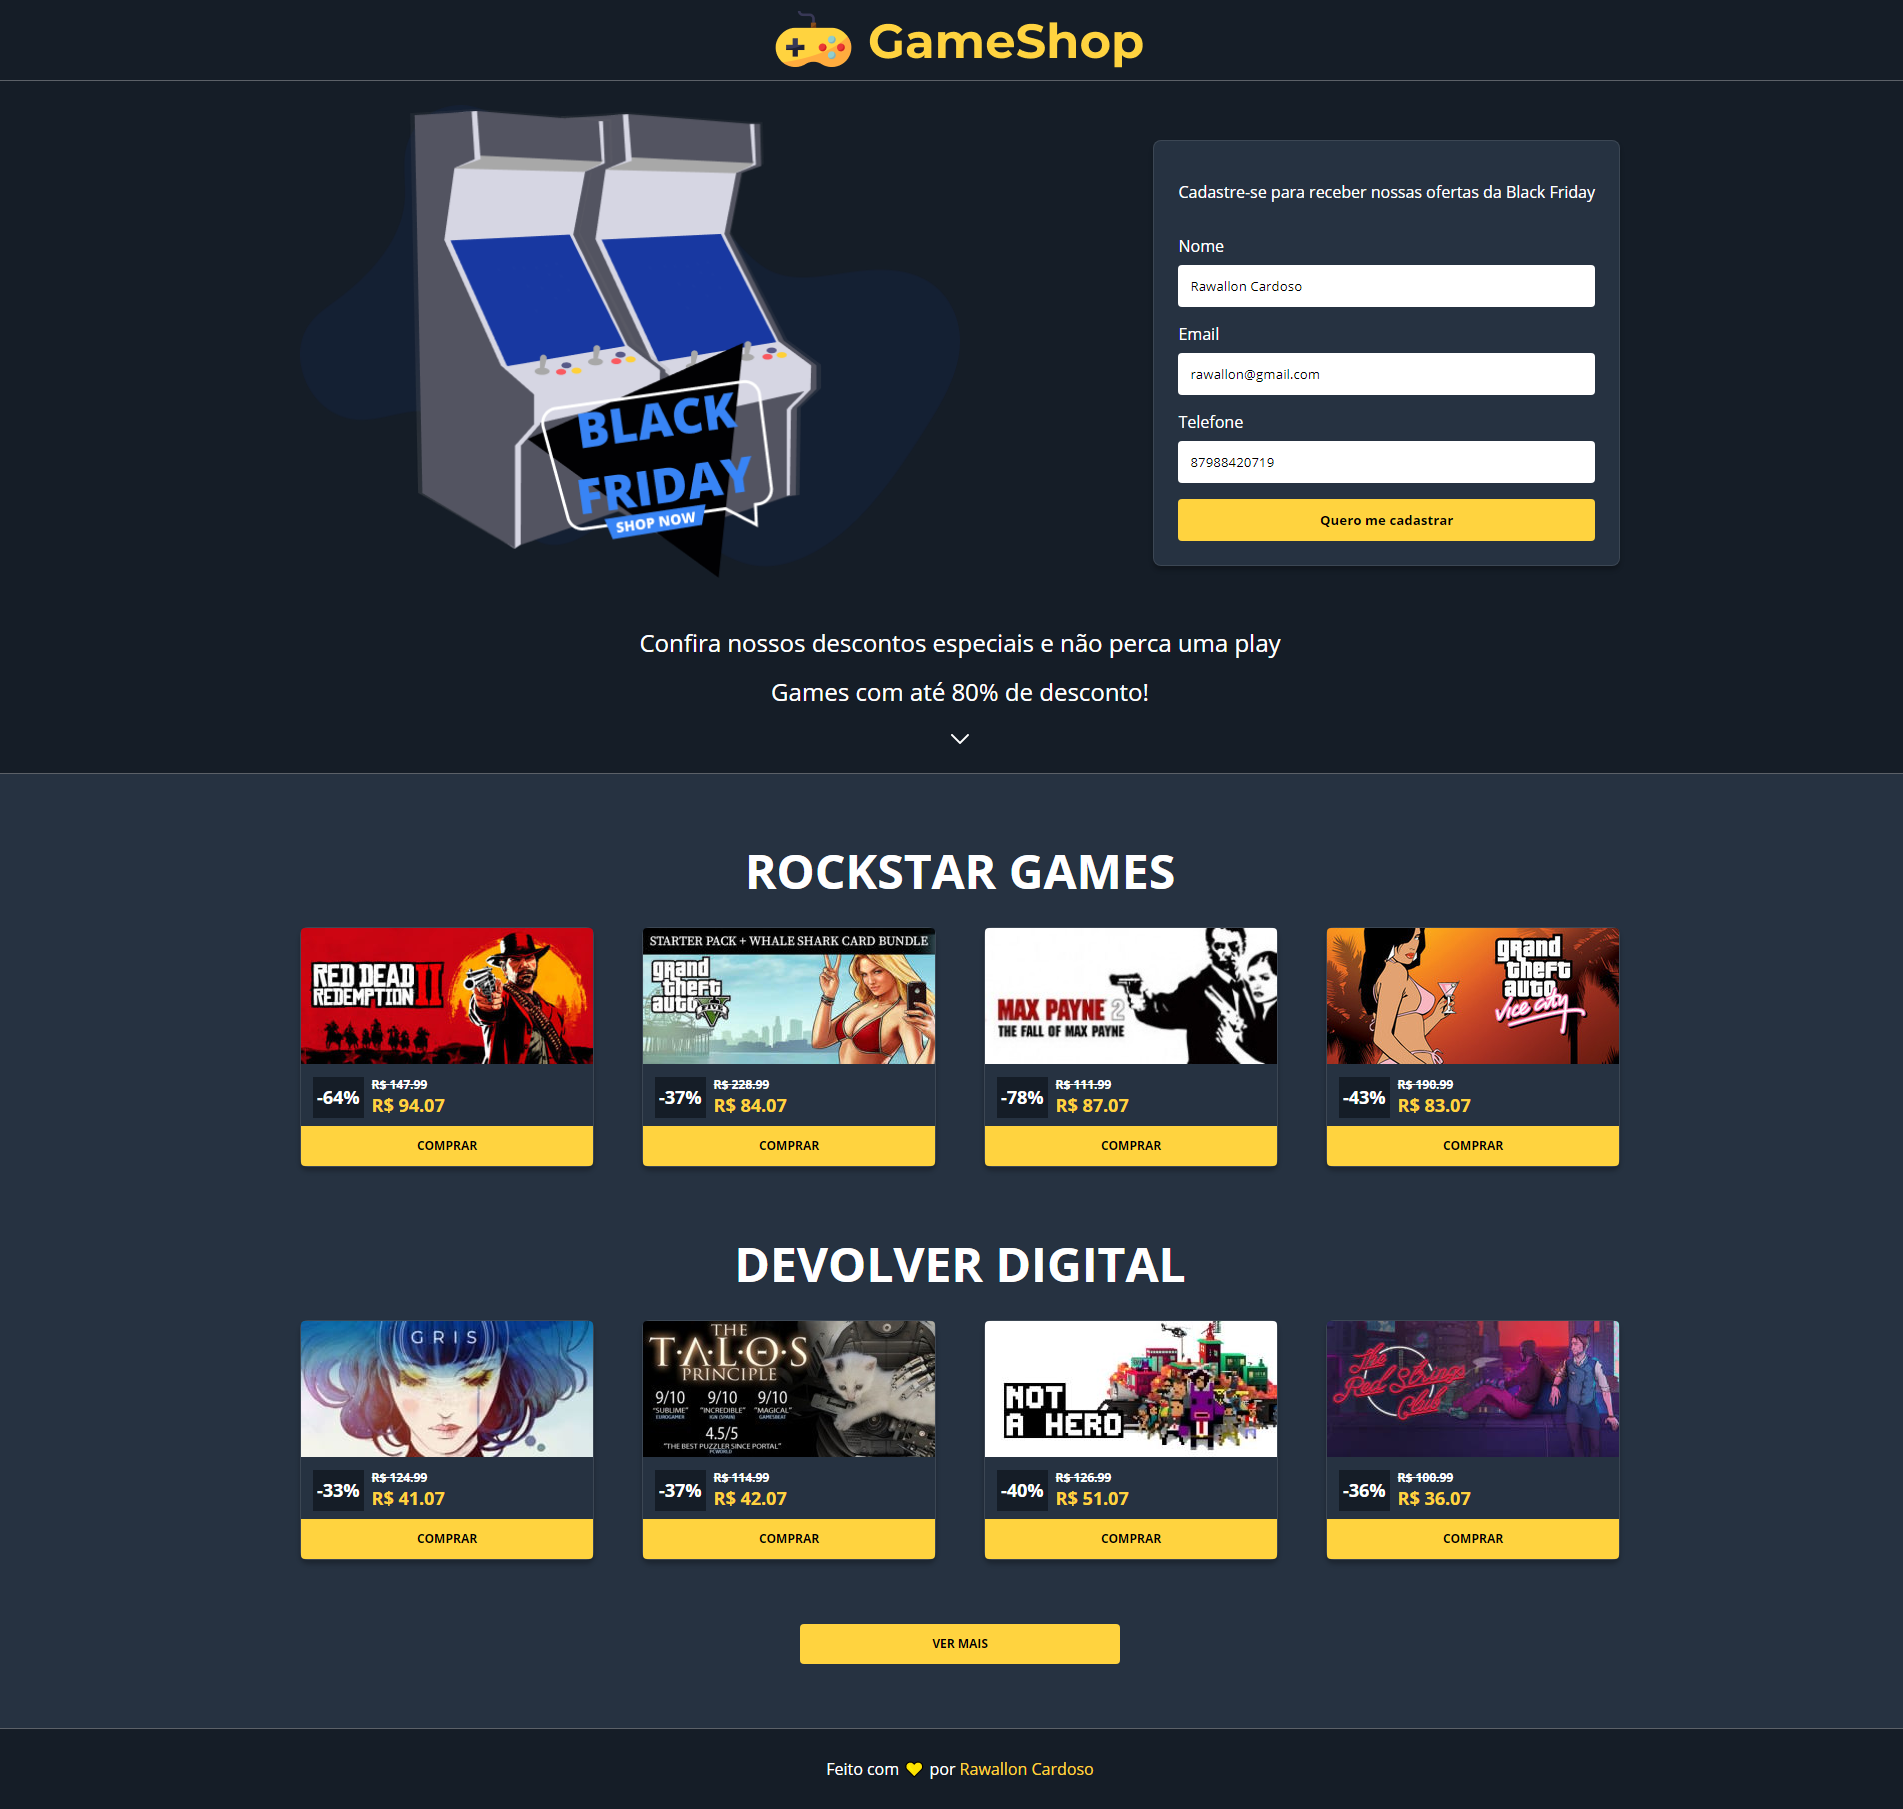 GameShop
BLACK
FRIDAY
SHOP NOW
Cadastre-se para receber nossas ofertas da Black Friday
Nome
Rawallon Cardoso
Email
rawallon@gmail.com
Telefone
87988420719
Quero me cadastrar
Confira nossos descontos especiais e não perca uma play
Games com até 80% de desconto!
ROCKSTAR GAMES
RED DEAD
REDEMPTION II
-64%
R$ 147.99
R$ 94.07
COMPRAR
STARTER PACK + WHALE SHARK CARD BUNDLE
grand
theft
auto
FIVE
-37%
R$ 228.99
R$ 84.07
COMPRAR
MAX PAYNE 2
THE FALL OF MAX PAYNE
-78%
R$ 111.99
R$ 87.07
COMPRAR
grand
theft
auto
vice city
-43%
R$ 190.99
R$ 83.07
COMPRAR
DEVOLVER DIGITAL
GRIS
-33%
R$ 124.99
R$ 41.07
COMPRAR
THE
T·A·L·O·S
PRINCIPLE
9/10 9/10 9/10
"SUBLIME" "INCREDIBLE" "MAGICAL"
EUROGAMER IGN (SPAIN) GAMESBEAT
4.5/5
"THE BEST PUZZLER SINCE PORTAL"
PCWORLD
-37%
R$ 114.99
R$ 42.07
COMPRAR
NOT
A HERO
-40%
R$ 126.99
R$ 51.07
COMPRAR
The
Red Strings
Club
-36%
R$ 100.99
R$ 36.07
COMPRAR
VER MAIS
Feito com por Rawallon Cardoso